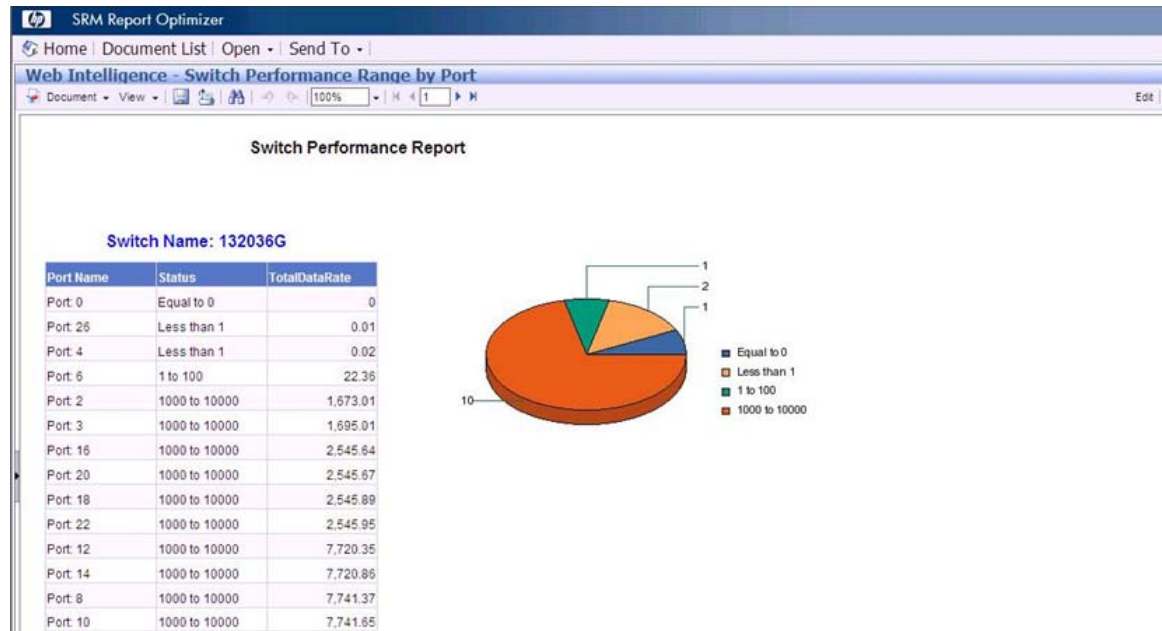 hp SRM Report Optimizer
Home | Document List | Open | Send To |
Web Intelligence - Switch Performance Range by Port
Document View 100% 1 Edit
Switch Performance Report
Switch Name: 132036G
Port Name Status TotalDataRate
Port: 0 Equal to 0 0
Port: 26 Less than 1 0.01
Port: 4 Less than 1 0.02
Port: 6 1 to 100 22.36
Port: 2 1000 to 10000 1,673.01
Port: 3 1000 to 10000 1,695.01
Port: 16 1000 to 10000 2,545.64
Port: 20 1000 to 10000 2,545.67
Port: 18 1000 to 10000 2,545.89
Port: 22 1000 to 10000 2,545.95
Port: 12 1000 to 10000 7,720.35
Port: 14 1000 to 10000 7,720.86
Port: 8 1000 to 10000 7,741.37
Port: 10 1000 to 10000 7,741.65
1
2
1
10
Equal to 0
Less than 1
1 to 100
1000 to 10000